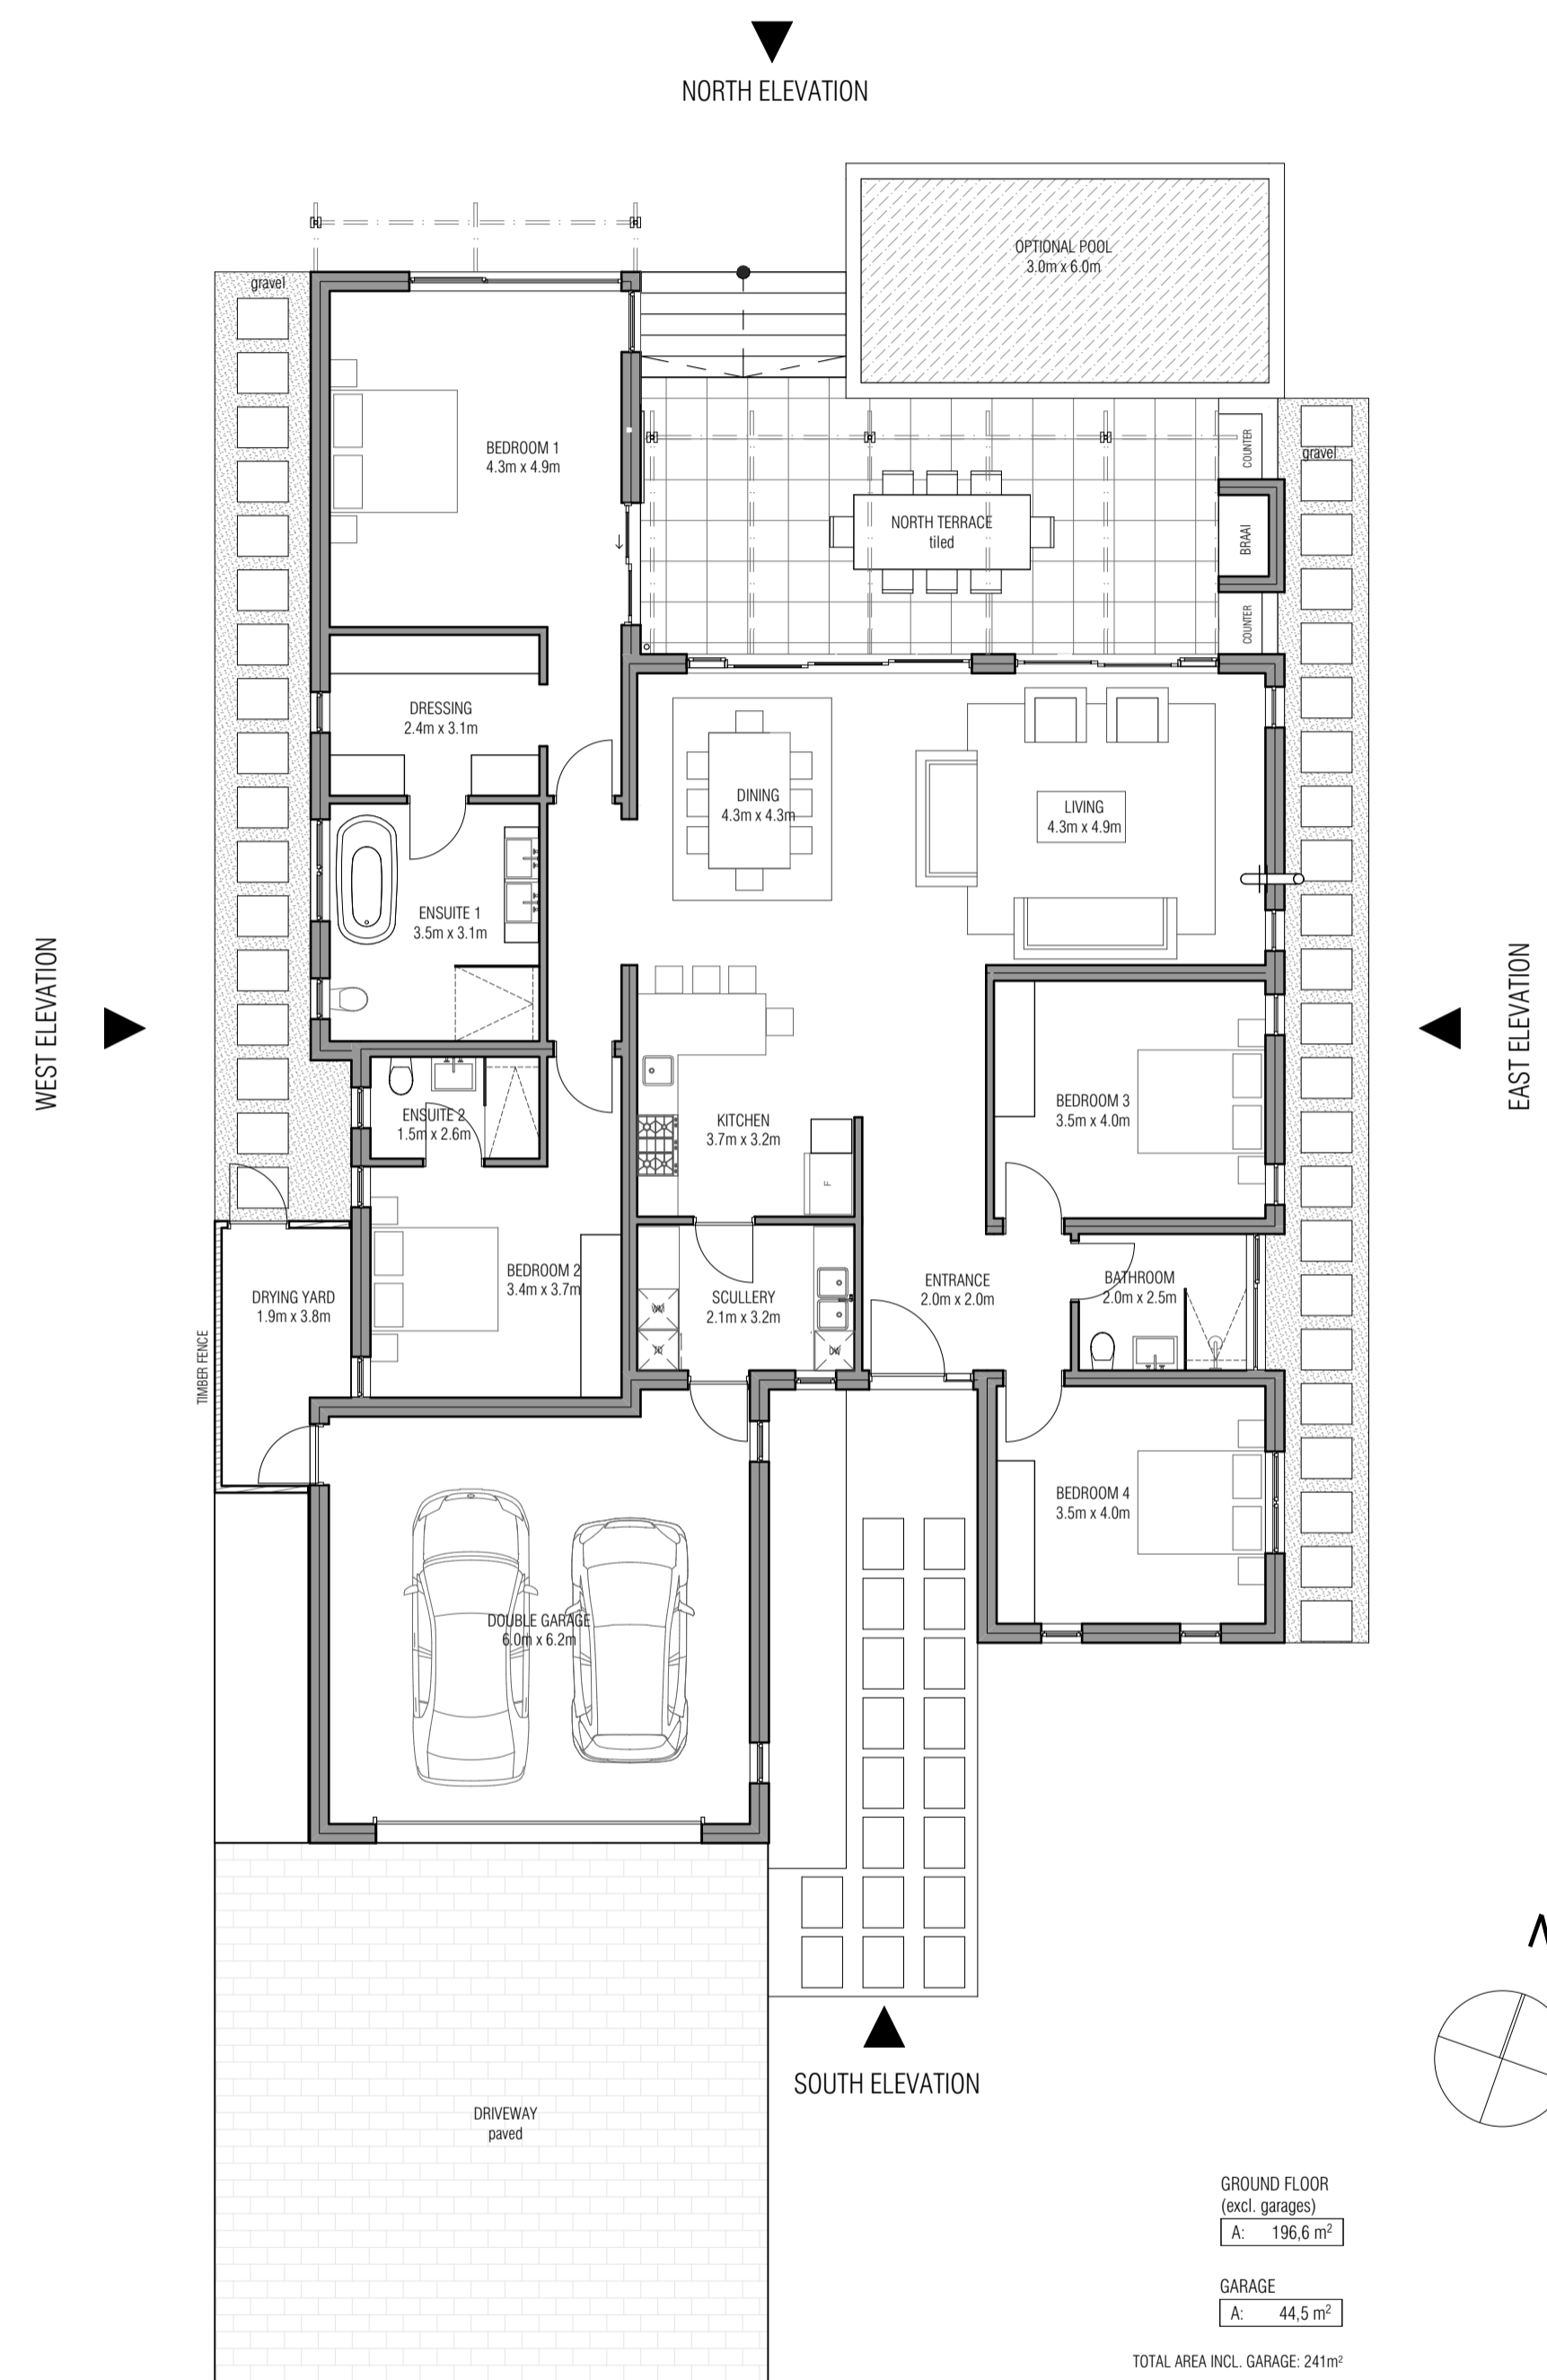 NORTH ELEVATION
OPTIONAL POOL
3.0m x 6.0m
gravel
BEDROOM 1
4.3m x 4.9m
COUNTER
gravel
NORTH TERRACE
tiled
BRAAI
COUNTER
DRESSING
2.4m x 3.1m
DINING
4.3m x 4.3m
LIVING
4.3m x 4.9m
ENSUITE 1
3.5m x 3.1m
WEST ELEVATION
EAST ELEVATION
ENSUITE 2
1.5m x 2.6m
KITCHEN
3.7m x 3.2m
BEDROOM 3
3.5m x 4.0m
F
BEDROOM 2
3.4m x 3.7m
DRYING YARD
1.9m x 3.8m
SCULLERY
2.1m x 3.2m
ENTRANCE
2.0m x 2.0m
BATHROOM
2.0m x 2.5m
TIMBER FENCE
BEDROOM 4
3.5m x 4.0m
DOUBLE GARAGE
6.0m x 6.2m
SOUTH ELEVATION
DRIVEWAY
paved
GROUND FLOOR
(excl. garages)
A: 196,6 m²
GARAGE
A: 44,5 m²
TOTAL AREA INCL. GARAGE: 241m²